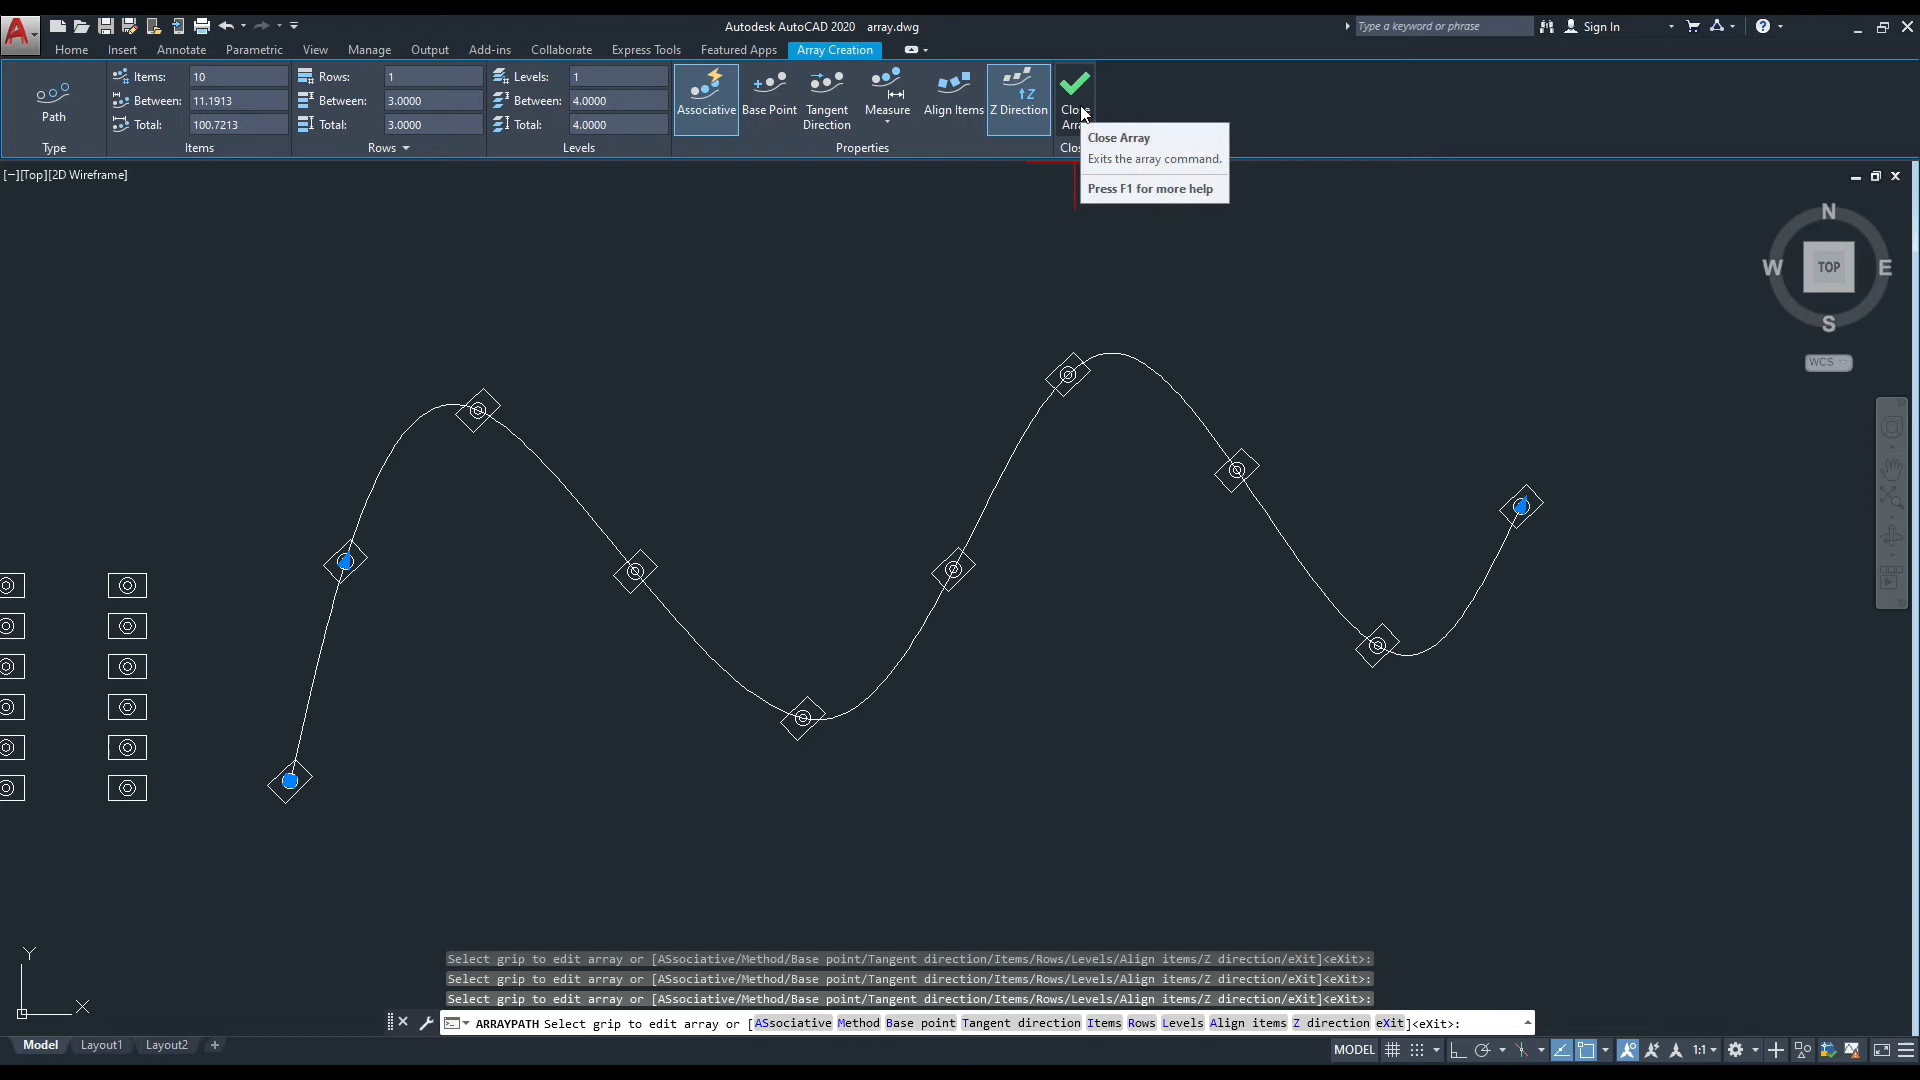 Autodesk AutoCAD 2020 array.dwg
Type a keyword or phrase
Sign In
Home Insert Annotate Parametric View Manage Output Add-ins Collaborate Express Tools Featured Apps Array Creation
Path
Type
Items: 10
Between: 11.1913
Total: 100.7213
Items
Rows: 1
Between: 3.0000
Total: 3.0000
Rows
Levels: 1
Between: 4.0000
Total: 4.0000
Levels
Associative
Base Point
Tangent
Direction
Measure
Align Items
Z Direction
Properties
Close Array
Exits the array command.
Press F1 for more help
[−][Top][2D Wireframe]
N
W TOP E
S
WCS
Y
X
Select grip to edit array or [ASsociative/Method/Base point/Tangent direction/Items/Rows/Levels/Align items/Z direction/eXit]<eXit>:
Select grip to edit array or [ASsociative/Method/Base point/Tangent direction/Items/Rows/Levels/Align items/Z direction/eXit]<eXit>:
Select grip to edit array or [ASsociative/Method/Base point/Tangent direction/Items/Rows/Levels/Align items/Z direction/eXit]<eXit>:
ARRAYPATH Select grip to edit array or [ASsociative Method Base point Tangent direction Items Rows Levels Align items Z direction eXit]<eXit>:
Model Layout1 Layout2 +
MODEL 1:1